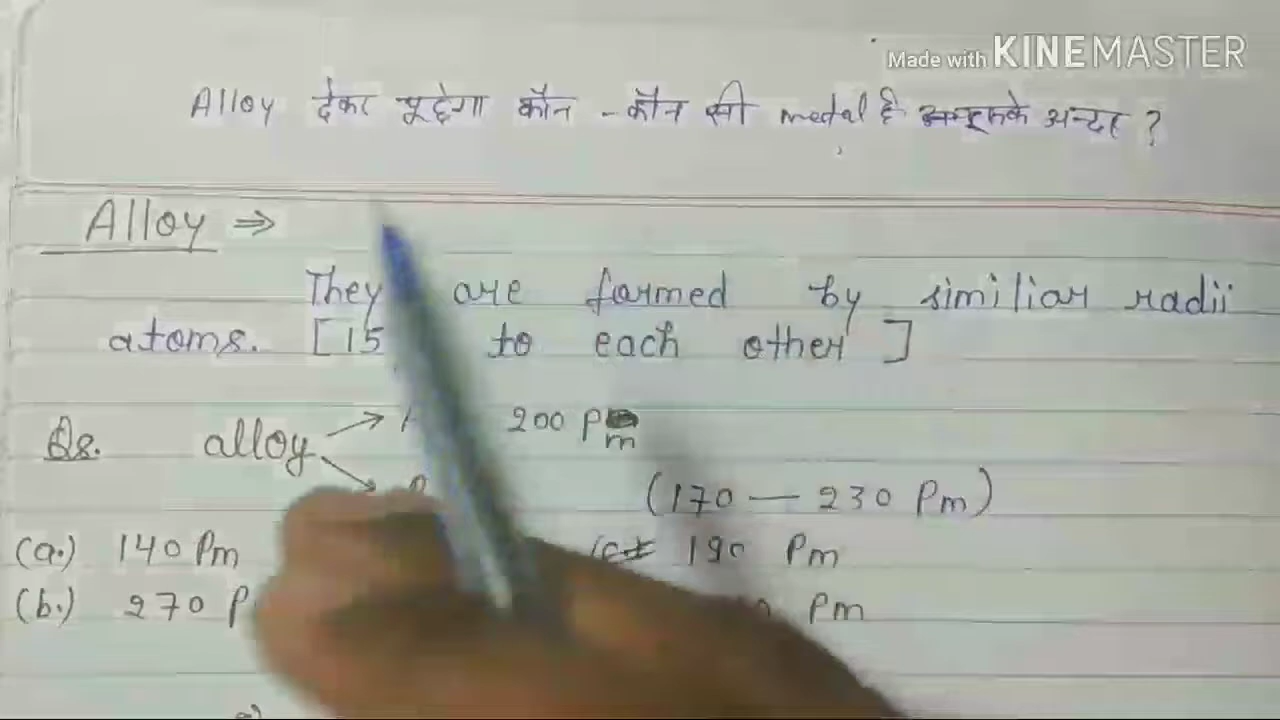 Made with KINEMASTER
Alloy देकर पूछेगा कौन - कौन सी medal है इसके अन्दर ?
Alloy ⇒
They are formed by similiar radii
atoms. [15 to each other ]
Qs. alloy 200 Pm
(170 — 230 Pm)
(a.) 140 Pm 190 Pm
(b.) 270 Pm